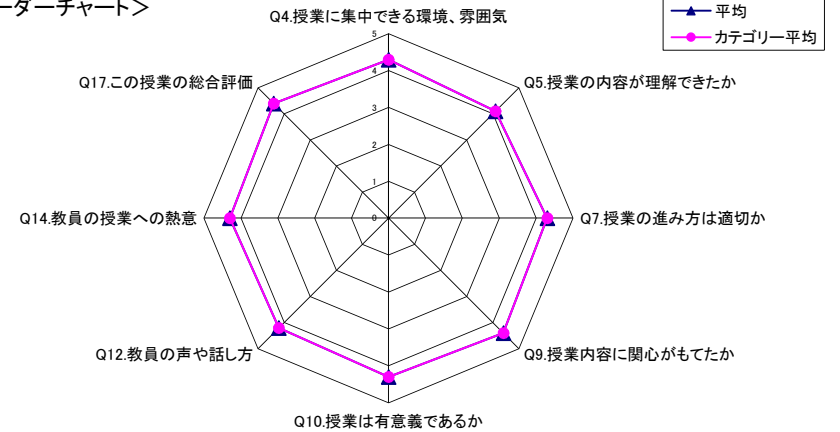 ーダーチャート＞
平均
カテゴリー平均
Q4.授業に集中できる環境、雰囲気
Q5.授業の内容が理解できたか
Q7.授業の進み方は適切か
Q9.授業内容に関心がもてたか
Q10.授業は有意義であるか
Q12.教員の声や話し方
Q14.教員の授業への熱意
Q17.この授業の総合評価
5
4
3
2
1
0